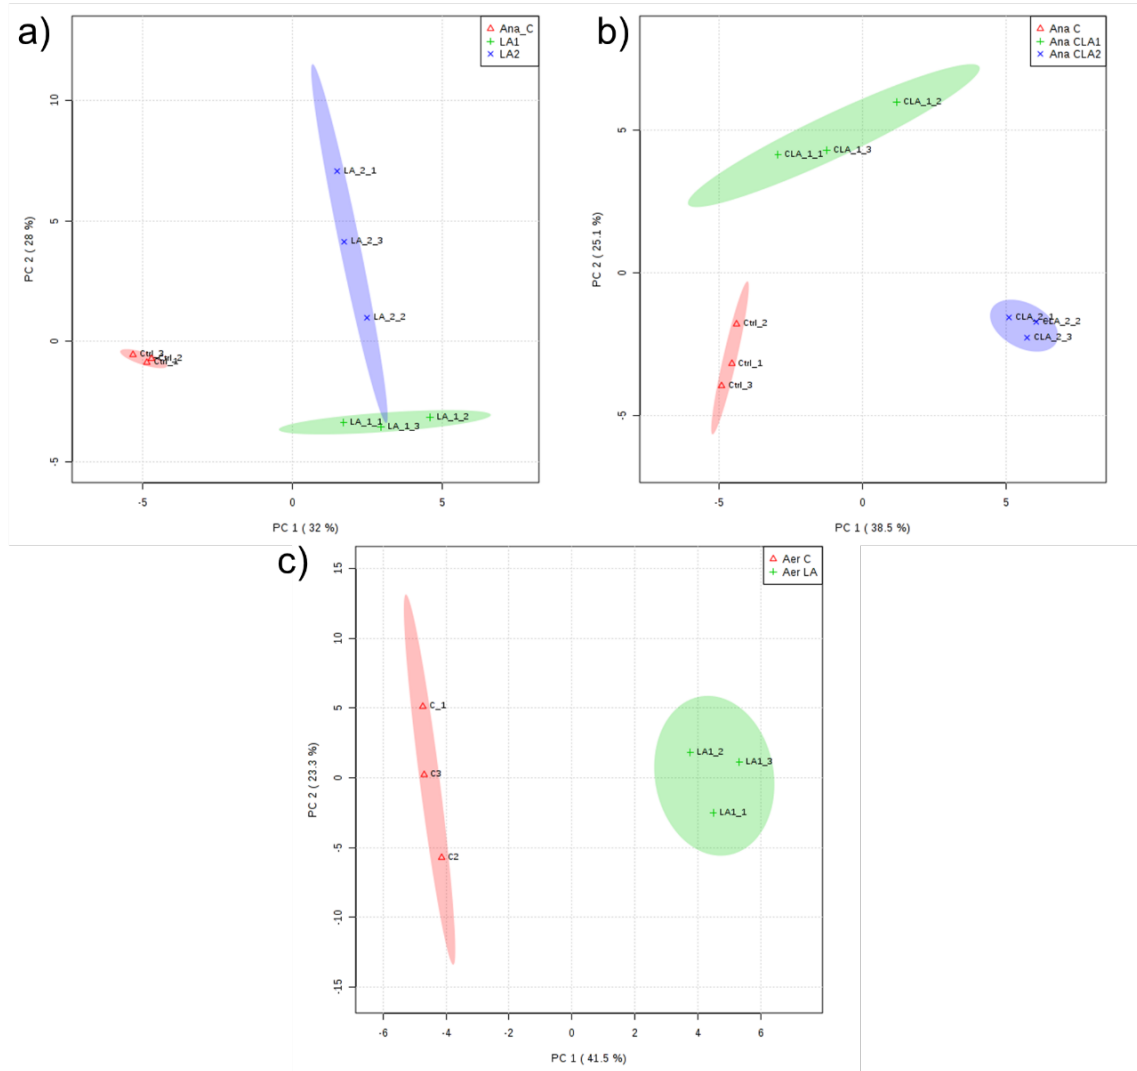 a)
Ana_C
LA1
LA2
10
5
0
-5
PC 2 ( 28 %)
LA_2_1
LA_2_3
LA_2_2
Ctrl_2
Ctrl_1
LA_1_1
LA_1_2
LA_1_3
-5
0
5
PC 1 ( 32 %)
b)
Ana C
Ana CLA1
Ana CLA2
5
0
-5
PC 2 ( 25.1 %)
CLA_1_2
CLA_1_1
CLA_1_3
Ctrl_2
Ctrl_1
Ctrl_3
CLA_2_1
CLA_2_2
CLA_2_3
-5
0
5
PC 1 ( 38.5 %)
c)
Aer C
Aer LA
15
10
5
0
-5
-10
-15
PC 2 ( 23.3 %)
C_1
C3
C2
LA1_2
LA1_3
LA1_1
-6
-4
-2
0
2
4
6
PC 1 ( 41.5 %)